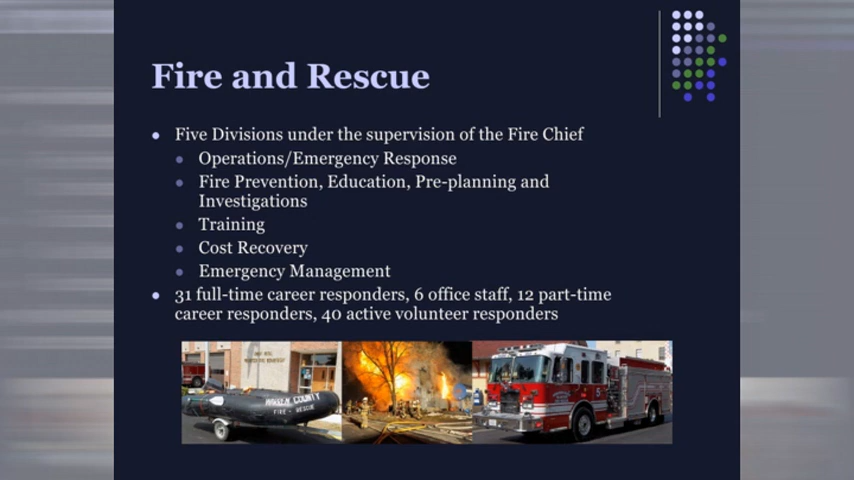 Fire and Rescue
Five Divisions under the supervision of the Fire Chief
Operations/Emergency Response
Fire Prevention, Education, Pre-planning and
Investigations
Training
Cost Recovery
Emergency Management
31 full-time career responders, 6 office staff, 12 part-time
career responders, 40 active volunteer responders
WARREN COUNTY
FIRE - RESCUE